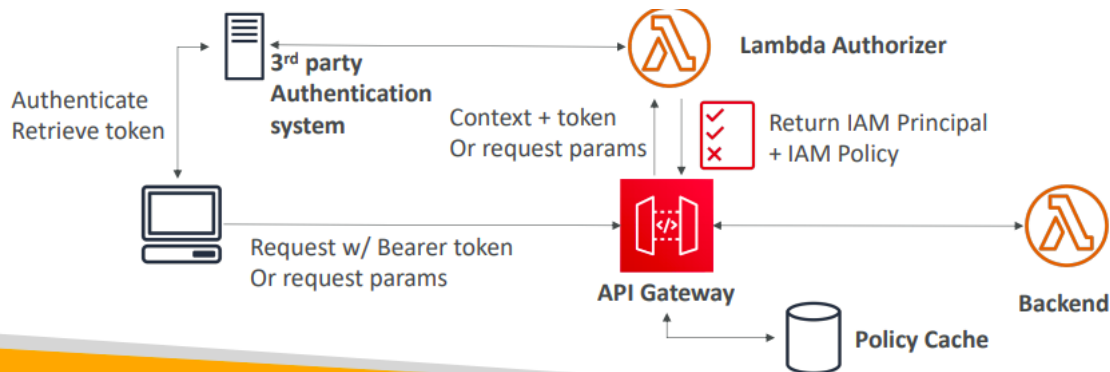 3rd party
Authentication
system
Lambda Authorizer
Authenticate
Retrieve token
Context + token
Or request params
Return IAM Principal
+ IAM Policy
Request w/ Bearer token
Or request params
</>
API Gateway
Backend
Policy Cache